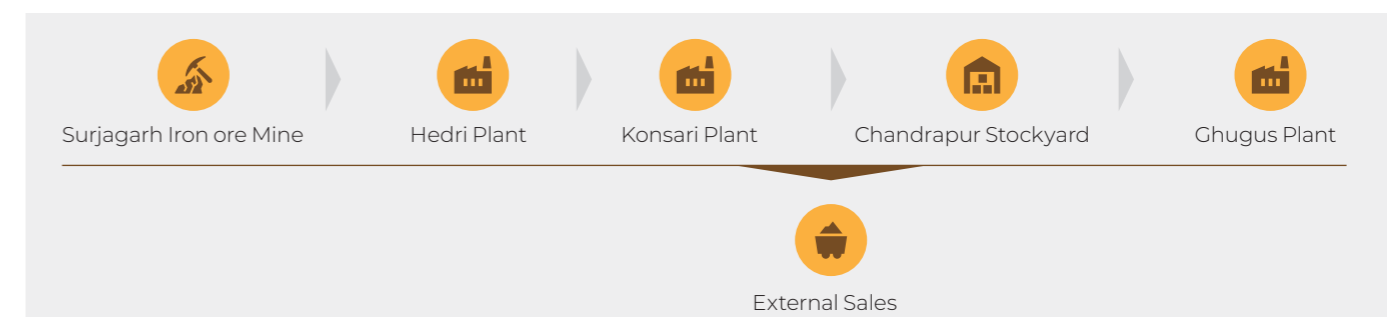 Surjagarh Iron ore Mine
Hedri Plant
Konsari Plant
Chandrapur Stockyard
Ghugus Plant
External Sales